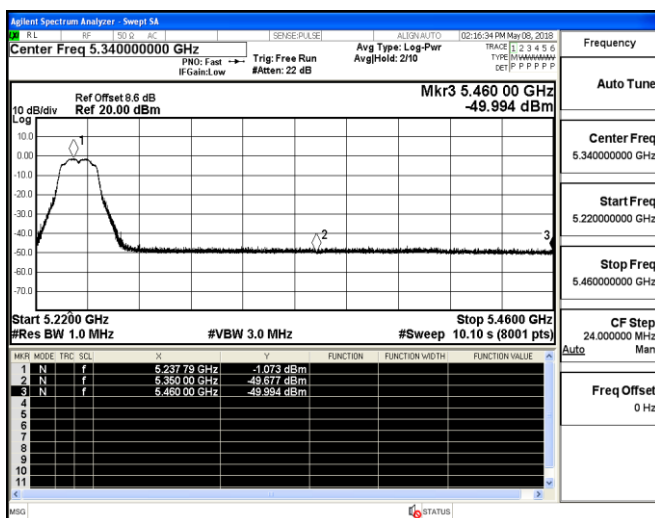 Agilent Spectrum Analyzer - Swept SA
RL RF 50 Ω AC SENSE:PULSE ALIGN AUTO 02:16:34 PM May 08, 2018
Center Freq 5.340000000 GHz
PNO: Fast
IFGain:Low
Trig: Free Run
#Atten: 22 dB
Avg Type: Log-Pwr
Avg|Hold: 2/10
TRACE 1 2 3 4 5 6
TYPE MWWWWW
DET P P P P P P
Frequency
Auto Tune
Center Freq
5.340000000 GHz
Start Freq
5.220000000 GHz
Stop Freq
5.460000000 GHz
CF Step
24.000000 MHz
Auto Man
Freq Offset
0 Hz
Mkr3 5.460 00 GHz
-49.994 dBm
Ref Offset 8.6 dB
Ref 20.00 dBm
10 dB/div
Log
10.0
0.00
-10.0
-20.0
-30.0
-40.0
-50.0
-60.0
-70.0
1
2
3
Start 5.2200 GHz
Stop 5.4600 GHz
#Res BW 1.0 MHz
#VBW 3.0 MHz
#Sweep 10.10 s (8001 pts)
MKR MODE TRC SCL X Y FUNCTION FUNCTION WIDTH FUNCTION VALUE
1 N f 5.237 79 GHz -1.073 dBm
2 N f 5.350 00 GHz -49.677 dBm
3 N f 5.460 00 GHz -49.994 dBm
4
5
6
7
8
9
10
11
MSG
STATUS